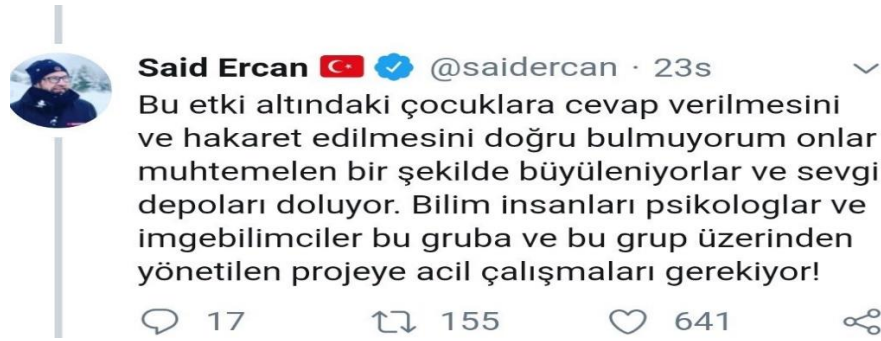 Said Ercan @saidercan · 23s
Bu etki altındaki çocuklara cevap verilmesini
ve hakaret edilmesini doğru bulmuyorum onlar
muhtemelen bir şekilde büyüleniyorlar ve sevgi
depoları doluyor. Bilim insanları psikologlar ve
imgebilimciler bu gruba ve bu grup üzerinden
yönetilen projeye acil çalışmaları gerekiyor!
17 155 641